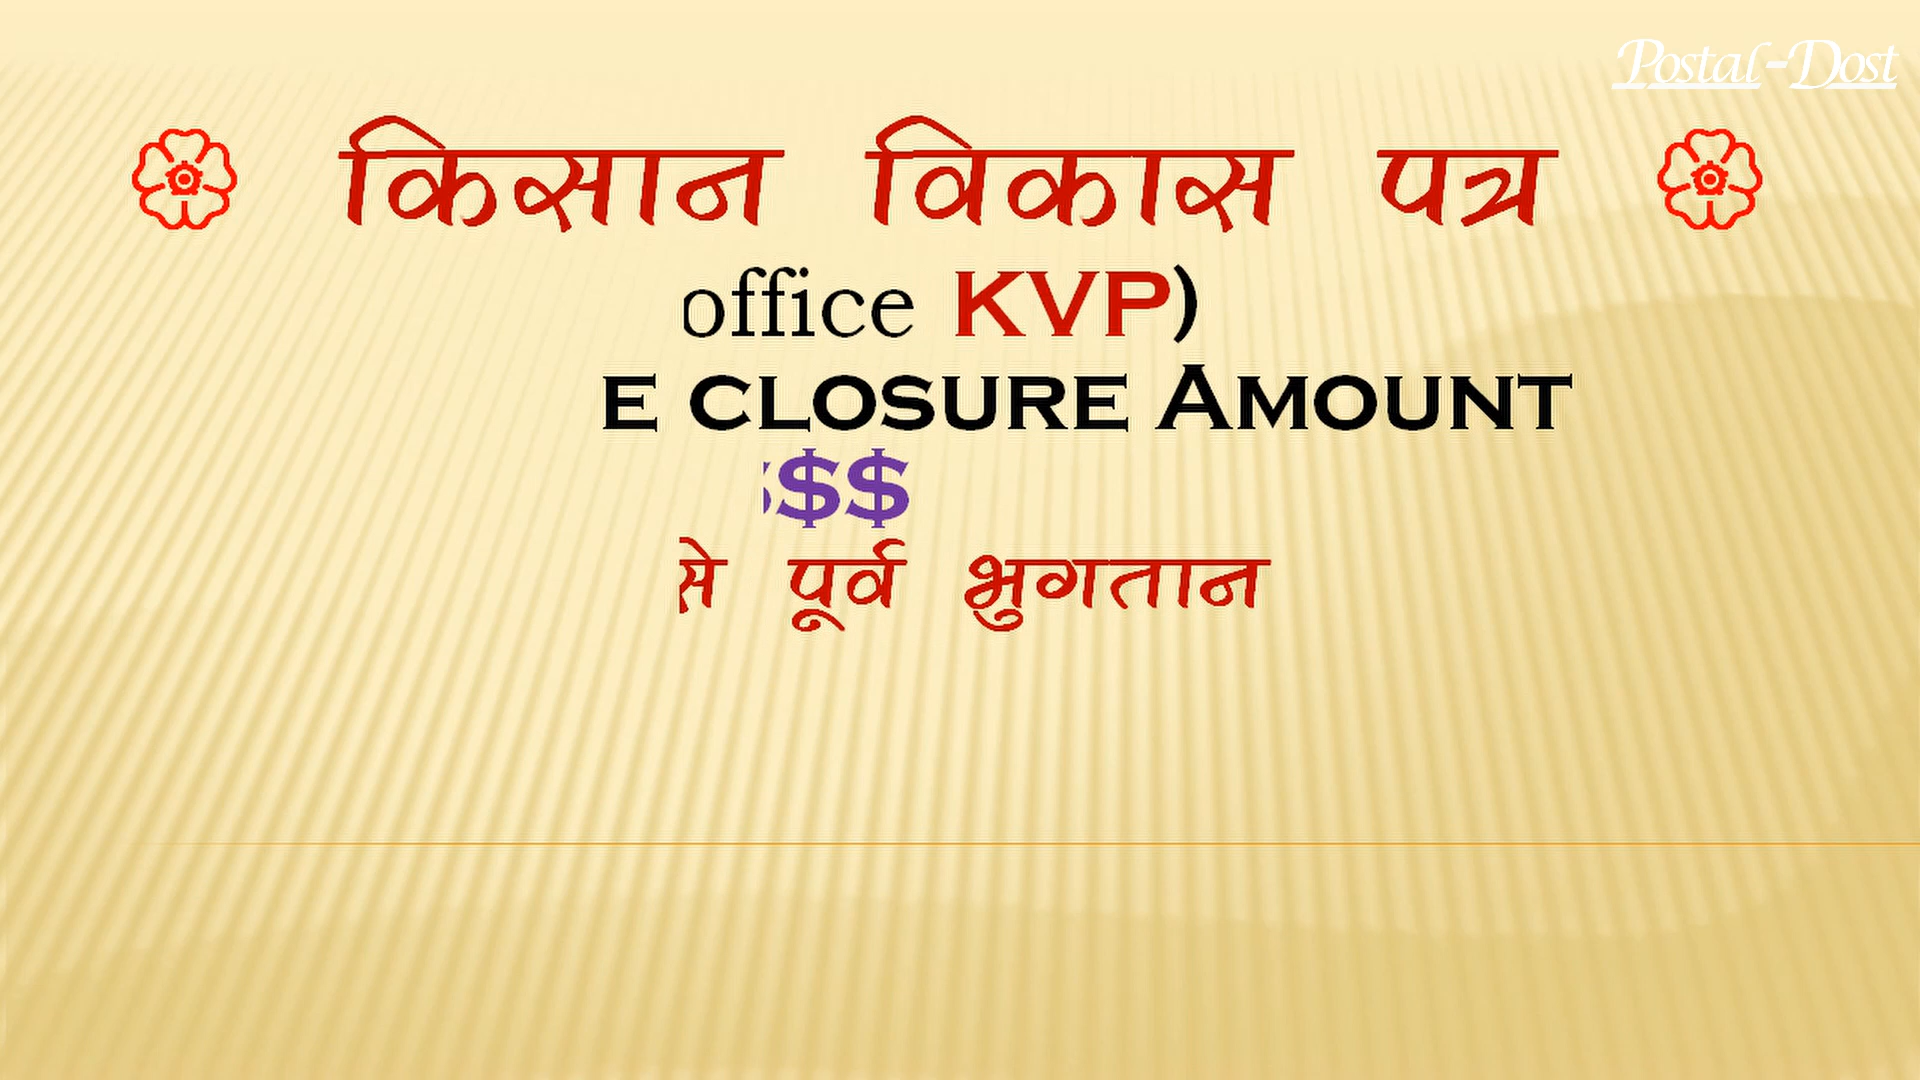 Postal-Dost
किसान विकास पत्र
office KVP)
E CLOSURE AMOUNT
$$
से पूर्व भुगतान